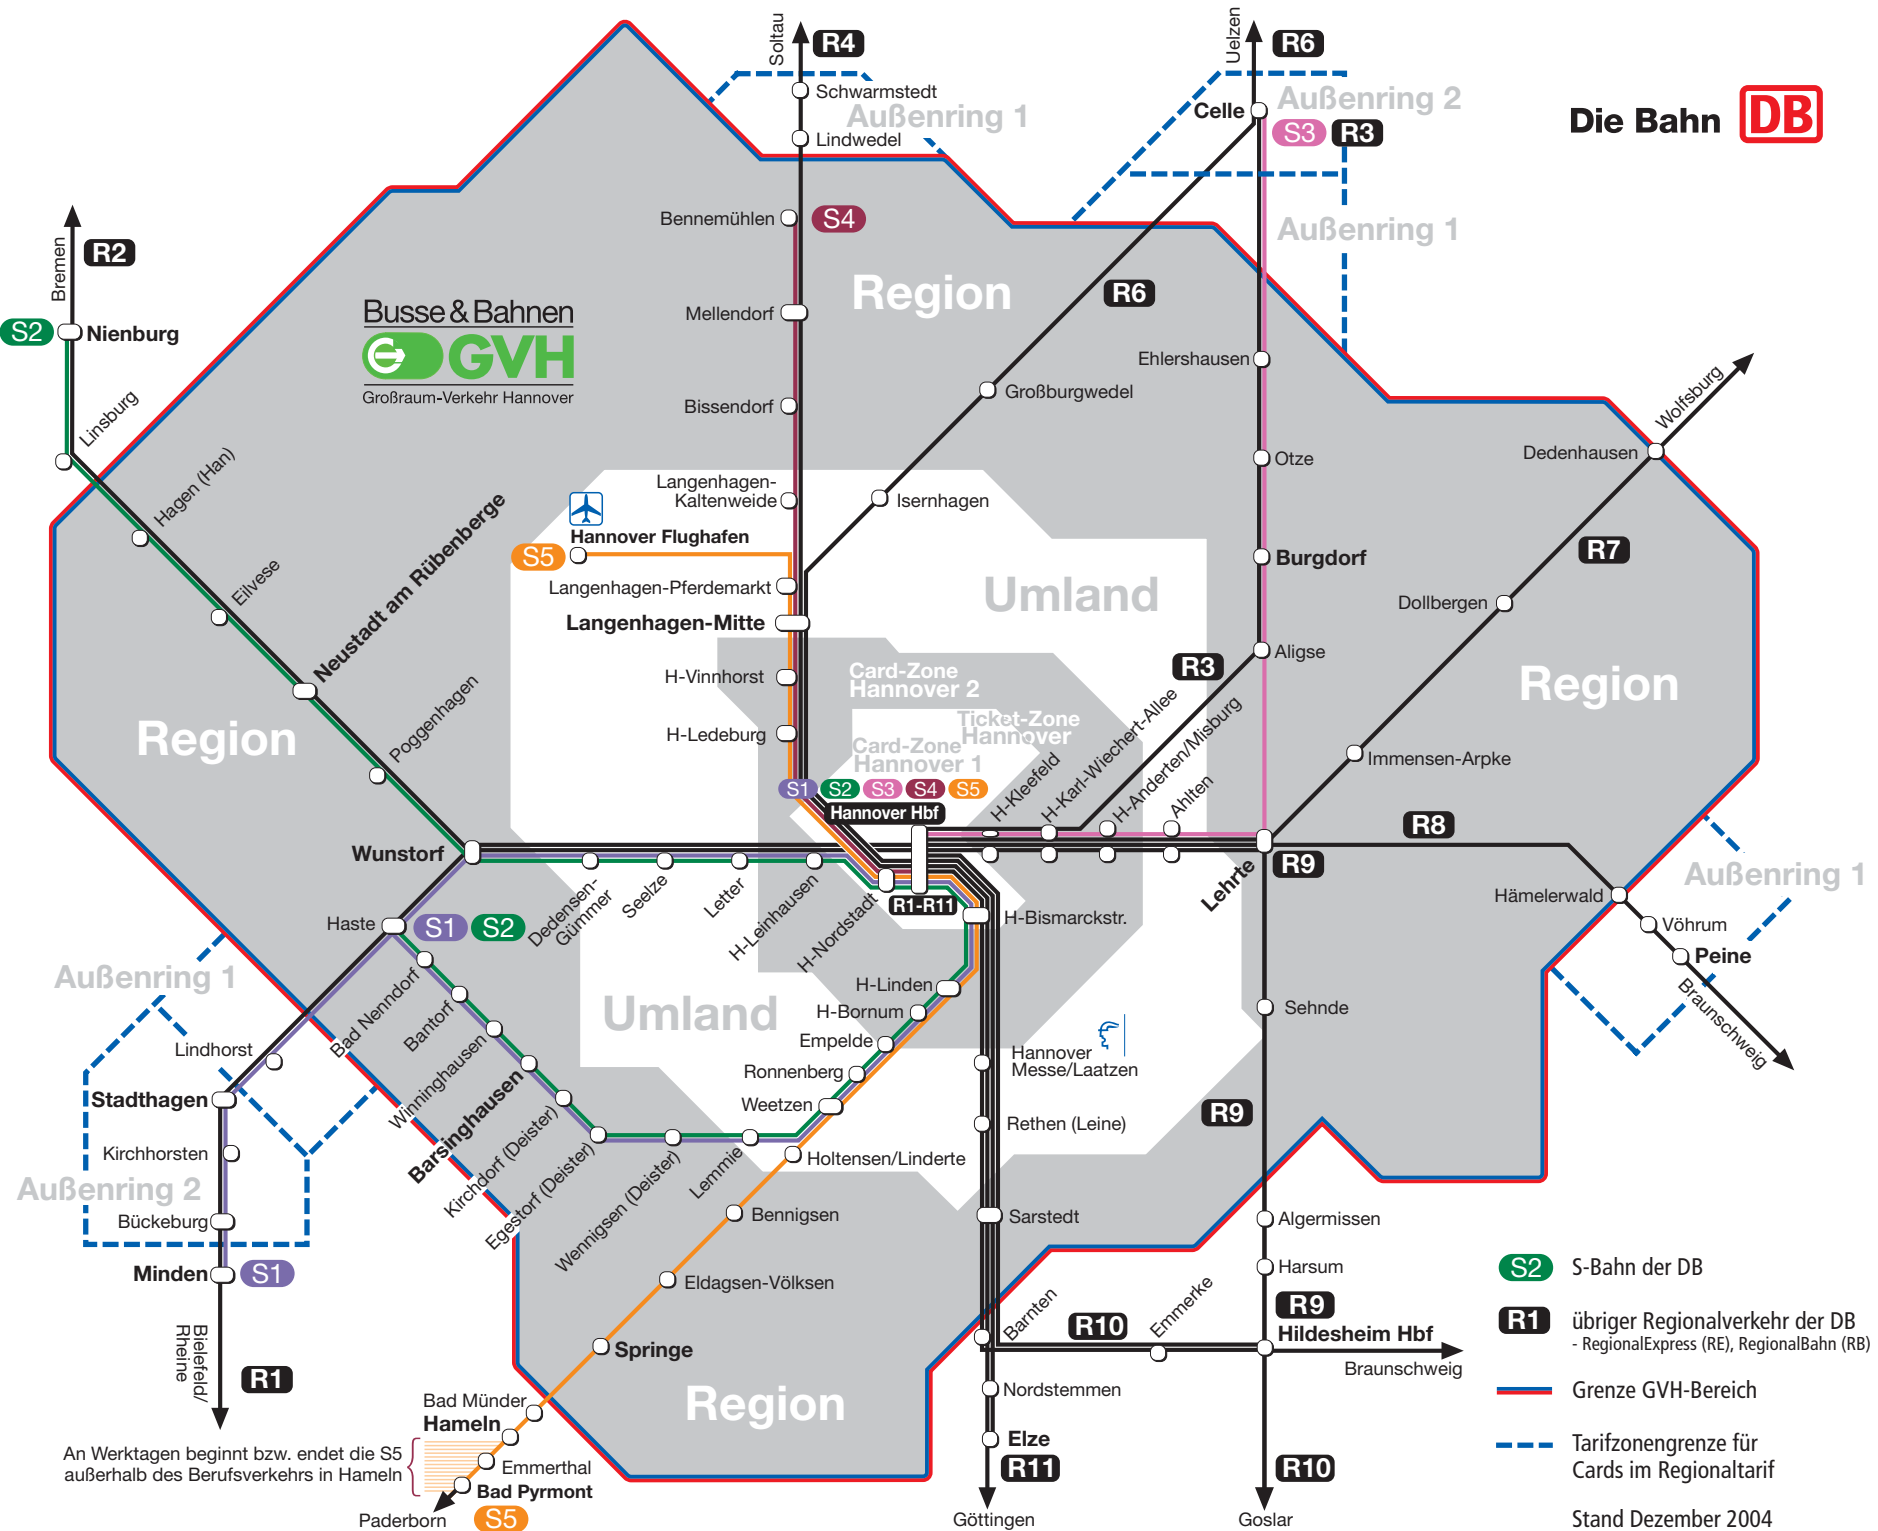 Soltau
R4
Uelzen
R6
Schwarmstedt
Außenring 1
Lindwedel
Celle
Außenring 2
S3
R3
Die Bahn
DB
Bennemühlen
S4
Außenring 1
Bremen
R2
Region
R6
Busse & Bahnen
GVH
Großraum-Verkehr Hannover
Mellendorf
S2
Nienburg
Ehlershausen
Großburgwedel
Bissendorf
Wolfsburg
Linsburg
Hagen (Han)
Otze
Dedenhausen
Langenhagen-
Kaltenweide
Isernhagen
Neustadt am Rübenberge
Hannover Flughafen
S5
Burgdorf
R7
Eilvese
Langenhagen-Pferdemarkt
Umland
Dollbergen
Langenhagen-Mitte
Aligse
R3
H-Vinnhorst
Card-Zone
Hannover 2
Region
Poggenhagen
Region
H-Ledeburg
Ticket-Zone
Hannover
Card-Zone
Hannover 1
H-Kleefeld
H-Karl-Wiechert-Allee
H-Anderten/Misburg
Ahlten
Immensen-Arpke
S1
S2
S3
S4
S5
Hannover Hbf
R8
Wunstorf
Lehrte
R9
Außenring 1
Dedensen-
Gümmer
Seelze
Letter
H-Leinhausen
H-Nordstadt
R1-R11
H-Bismarckstr.
Hämelerwald
Haste
S1
S2
Vöhrum
Peine
Braunschweig
Außenring 1
Bad Nenndorf
Bantorf
Winninghausen
Barsinghausen
Kirchdorf (Deister)
Egestorf (Deister)
Wennigsen (Deister)
Lemmie
H-Linden
H-Bornum
Umland
Empelde
Sehnde
Hannover
Messe/Laatzen
Lindhorst
Ronnenberg
Stadthagen
Weetzen
R9
Rethen (Leine)
Kirchhorsten
Holtensen/Linderte
Außenring 2
Bückeburg
Bennigsen
Sarstedt
Algermissen
Minden
S1
Eldagsen-Völksen
Harsum
S2
S-Bahn der DB
Barnten
R10
Emmerke
R9
Hildesheim Hbf
R1
übriger Regionalverkehr der DB
- RegionalExpress (RE), RegionalBahn (RB)
Springe
Braunschweig
Bielefeld/
Rheine
R1
Nordstemmen
Grenze GVH-Bereich
Region
Bad Münder
Hameln
Elze
An Werktagen beginnt bzw. endet die S5
außerhalb des Berufsverkehrs in Hameln
Emmerthal
R11
R10
Tarifzonengrenze für
Cards im Regionaltarif
Bad Pyrmont
Paderborn
S5
Göttingen
Goslar
Stand Dezember 2004